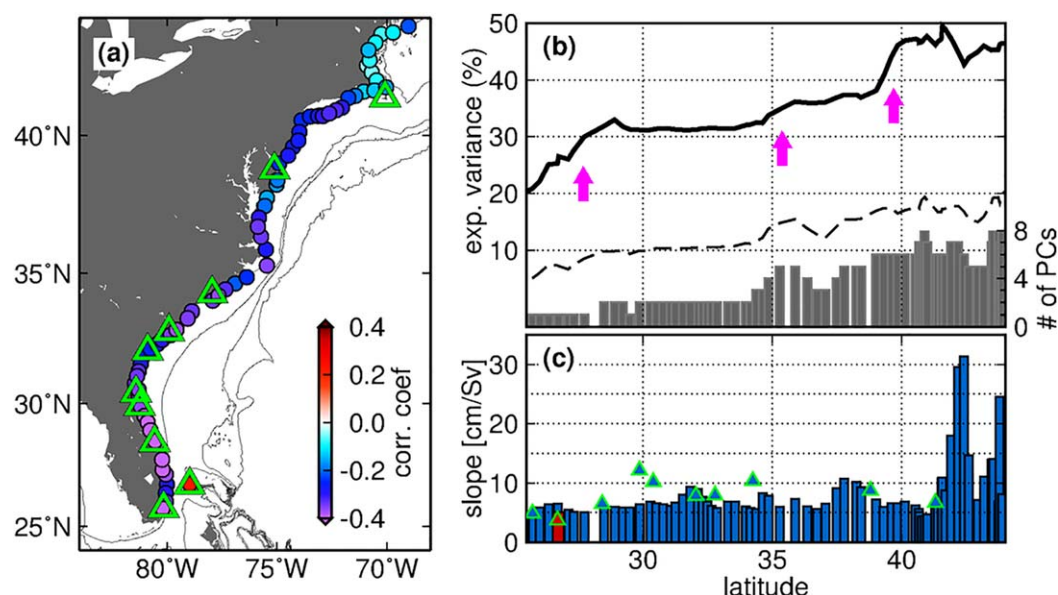 (a)
40°N
35°N
30°N
25°N
80°W 75°W 70°W
0.4
0.2
0.0
-0.2
-0.4
corr. coef
(b)
exp. variance (%)
50
40
30
20
10
8
4
0
# of PCs
(c)
slope [cm/Sv]
30
20
10
0
30 35 40
latitude